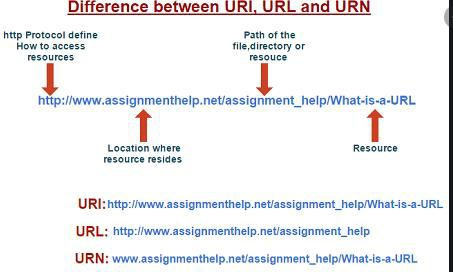 Difference between URI, URL and URN
http Protocol define
How to access
resources
Path of the
file,directory or
resouce
http://www.assignmenthelp.net/assignment_help/What-is-a-URL
Location where
resource resides
Resource
URI:http://www.assignmenthelp.net/assignment_help/What-is-a-URL
URL: http://www.assignmenthelp.net/assignment_help
URN: www.assignmenthelp.net/assignment_help/What-is-a-URL